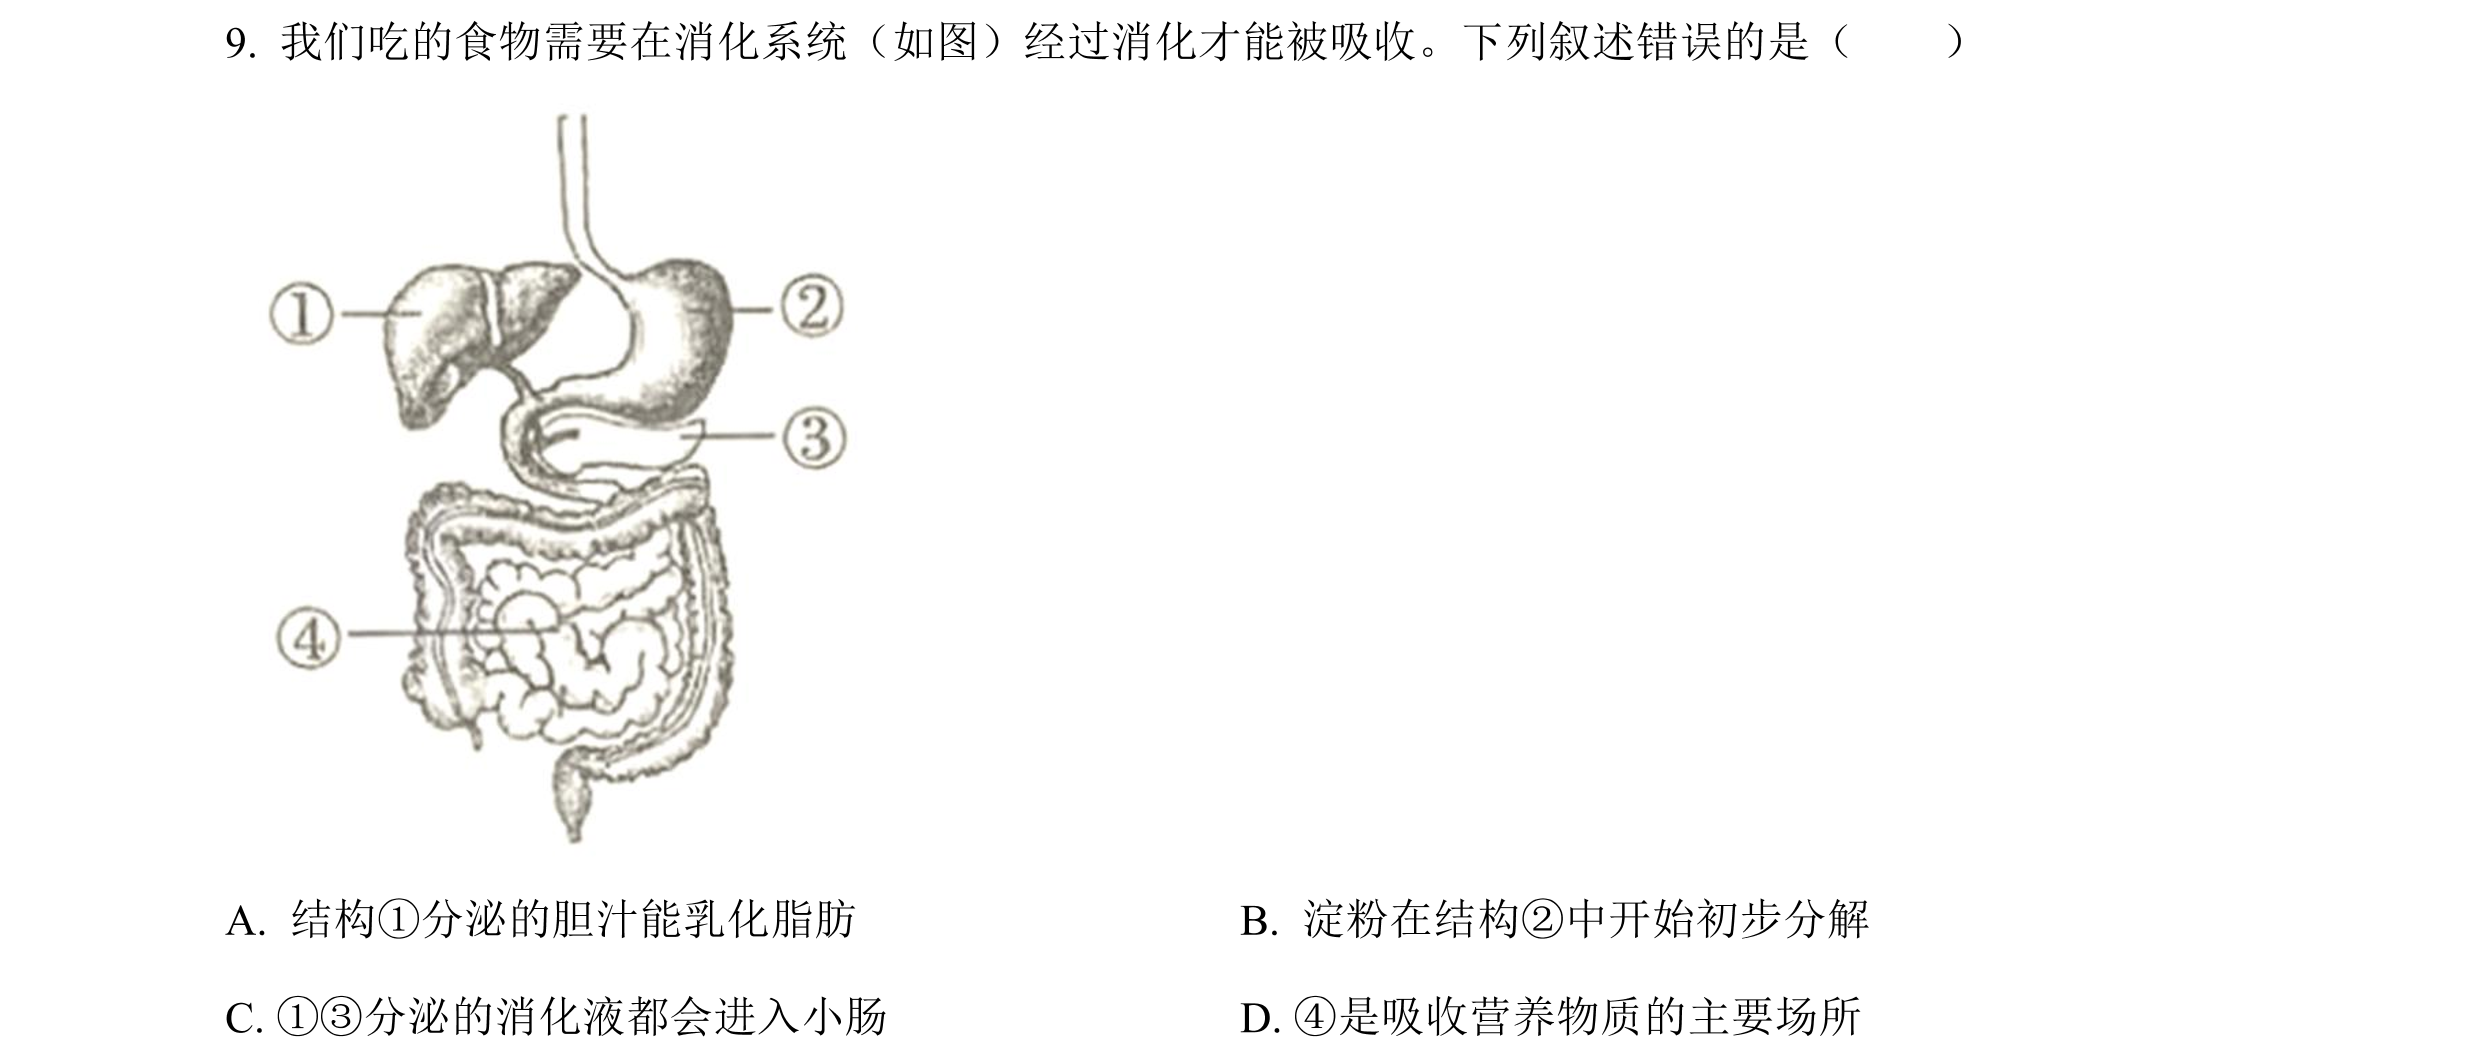 9. 我们吃的食物需要在消化系统（如图）经过消化才能被吸收。下列叙述错误的是（  ）
①
②
③
④
A. 结构①分泌的胆汁能乳化脂肪
B. 淀粉在结构②中开始初步分解
C. ①③分泌的消化液都会进入小肠
D. ④是吸收营养物质的主要场所